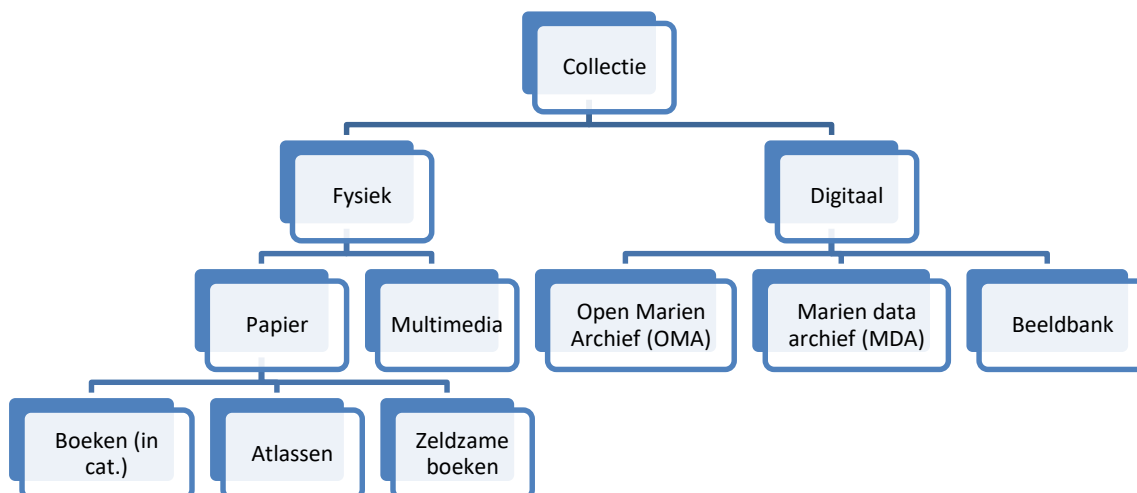 Collectie
Fysiek
Digitaal
Papier
Multimedia
Open Marien
Archief (OMA)
Marien data
archief (MDA)
Beeldbank
Boeken (in
cat.)
Atlassen
Zeldzame
boeken